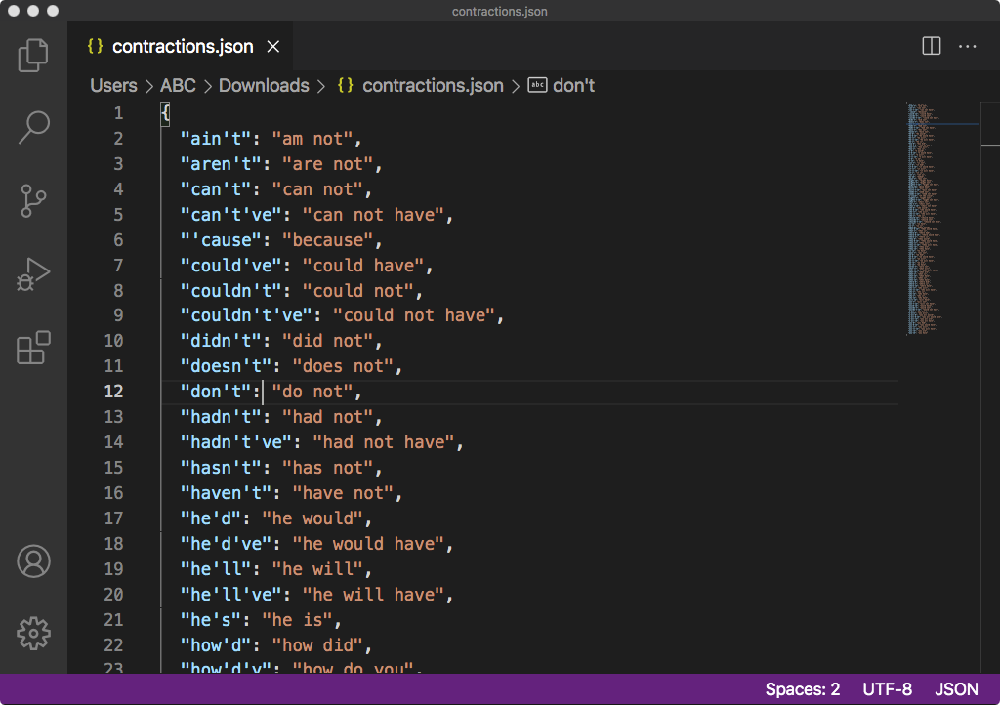 contractions.json
{} contractions.json ×
Users > ABC > Downloads > {} contractions.json > abc don't
1 {
2 "ain't": "am not",
3 "aren't": "are not",
4 "can't": "can not",
5 "can't've": "can not have",
6 "'cause": "because",
7 "could've": "could have",
8 "couldn't": "could not",
9 "couldn't've": "could not have",
10 "didn't": "did not",
11 "doesn't": "does not",
12 "don't": "do not",
13 "hadn't": "had not",
14 "hadn't've": "had not have",
15 "hasn't": "has not",
16 "haven't": "have not",
17 "he'd": "he would",
18 "he'd've": "he would have",
19 "he'll": "he will",
20 "he'll've": "he will have",
21 "he's": "he is",
22 "how'd": "how did",
23 "how'd'y": "how do you",
Spaces: 2 UTF-8 JSON